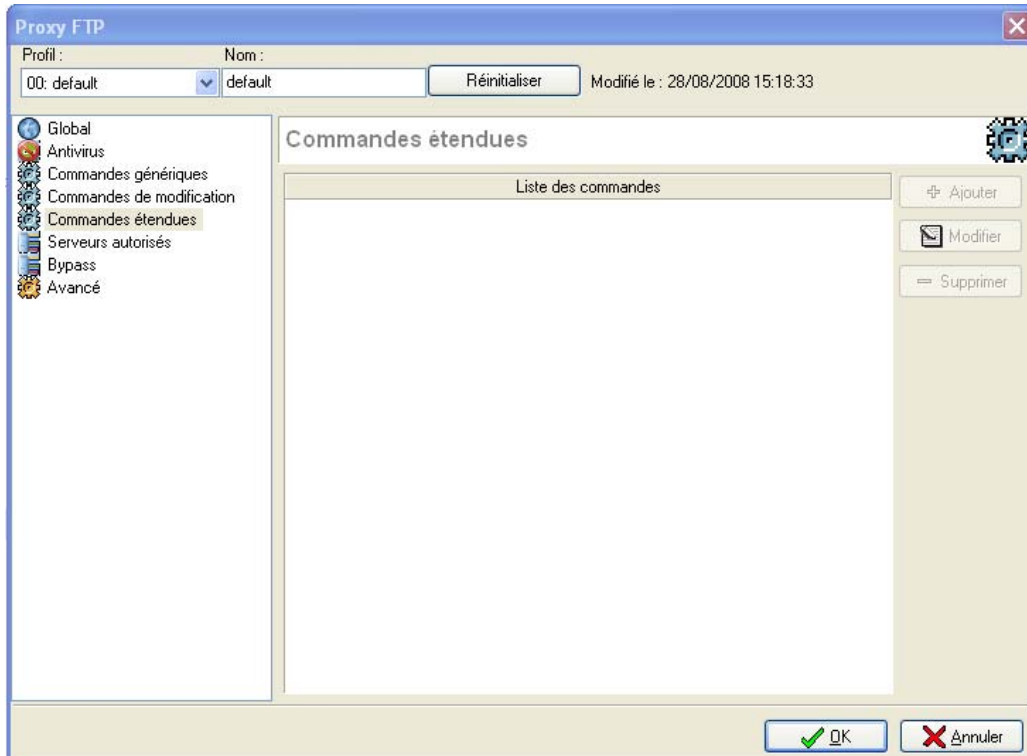 Proxy FTP
Profil : Nom :
00: default default Réinitialiser Modifié le : 28/08/2008 15:18:33
Global
Antivirus
Commandes génériques
Commandes de modification
Commandes étendues
Serveurs autorisés
Bypass
Avancé
Commandes étendues
Liste des commandes
Ajouter
Modifier
Supprimer
OK Annuler